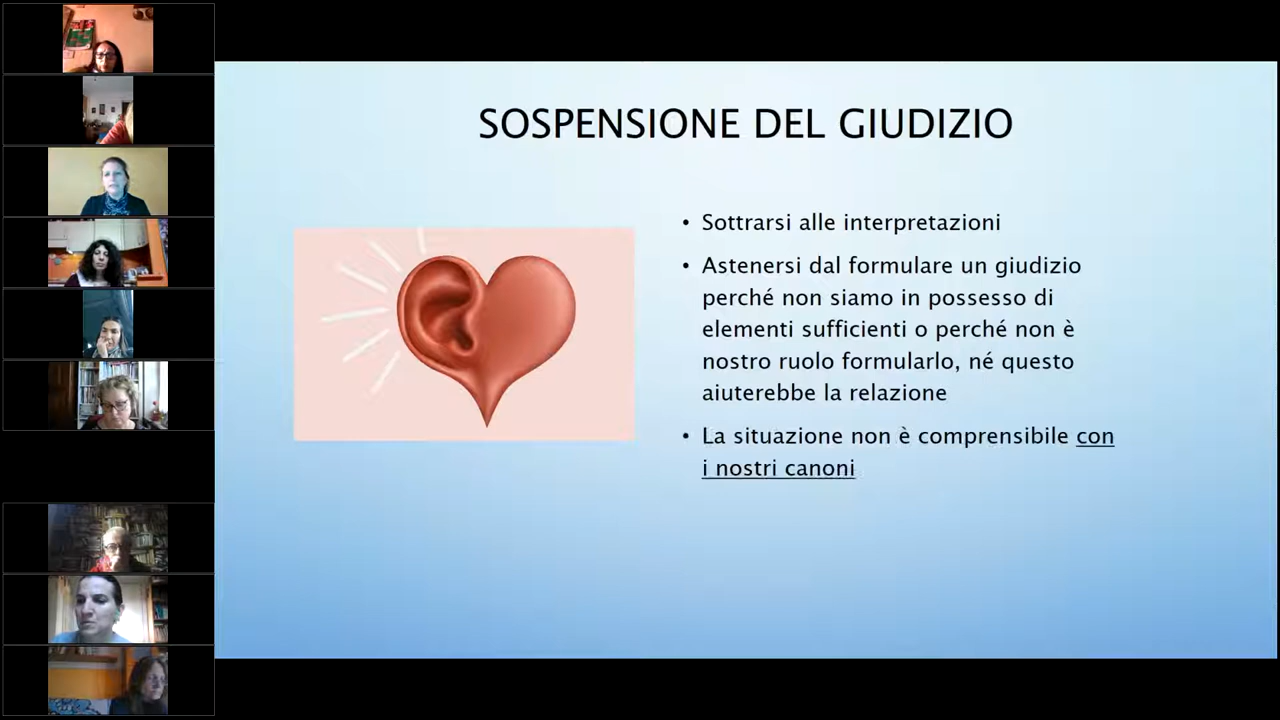 SOSPENSIONE DEL GIUDIZIO
• Sottrarsi alle interpretazioni
• Astenersi dal formulare un giudizio
perché non siamo in possesso di
elementi sufficienti o perché non è
nostro ruolo formularlo, né questo
aiuterebbe la relazione
• La situazione non è comprensibile con
i nostri canoni